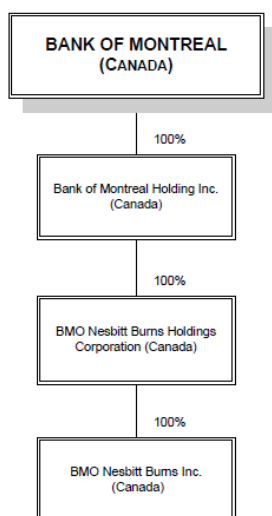 BANK OF MONTREAL
(CANADA)
100%
Bank of Montreal Holding Inc.
(Canada)
100%
BMO Nesbitt Burns Holdings
Corporation (Canada)
100%
BMO Nesbitt Burns Inc.
(Canada)